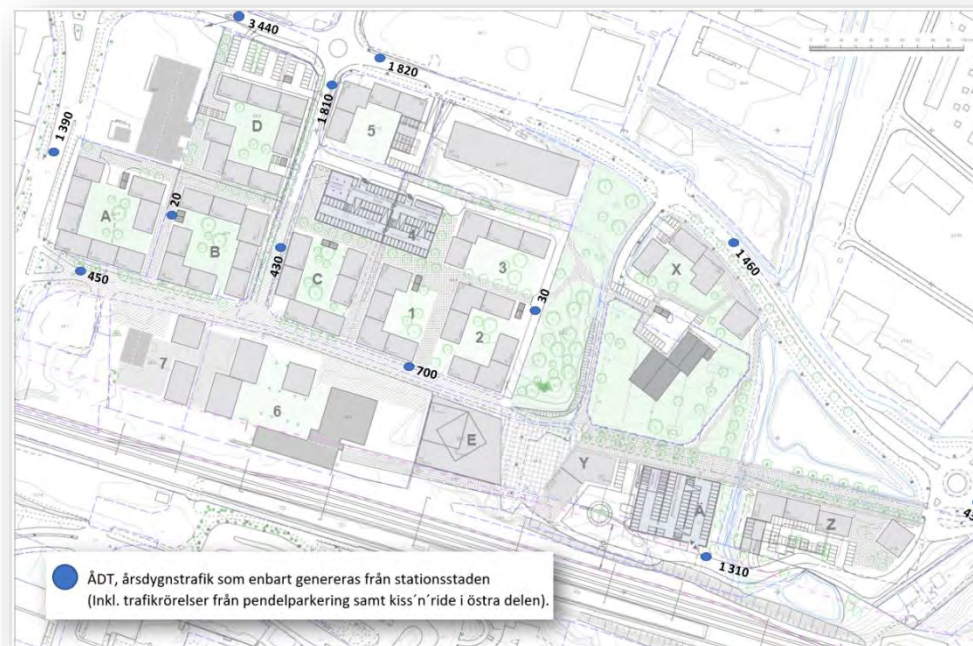 3 440
1 820
1 810
5
D
1 390
20
A
B
430
4
C
3
30
X
1 460
450
1
2
700
7
6
E
Y
Å
Z
1 310
ÅDT, årsdygnstrafik som enbart genereras från stationsstaden
(Inkl. trafikrörelser från pendelparkering samt kiss´n´ride i östra delen).